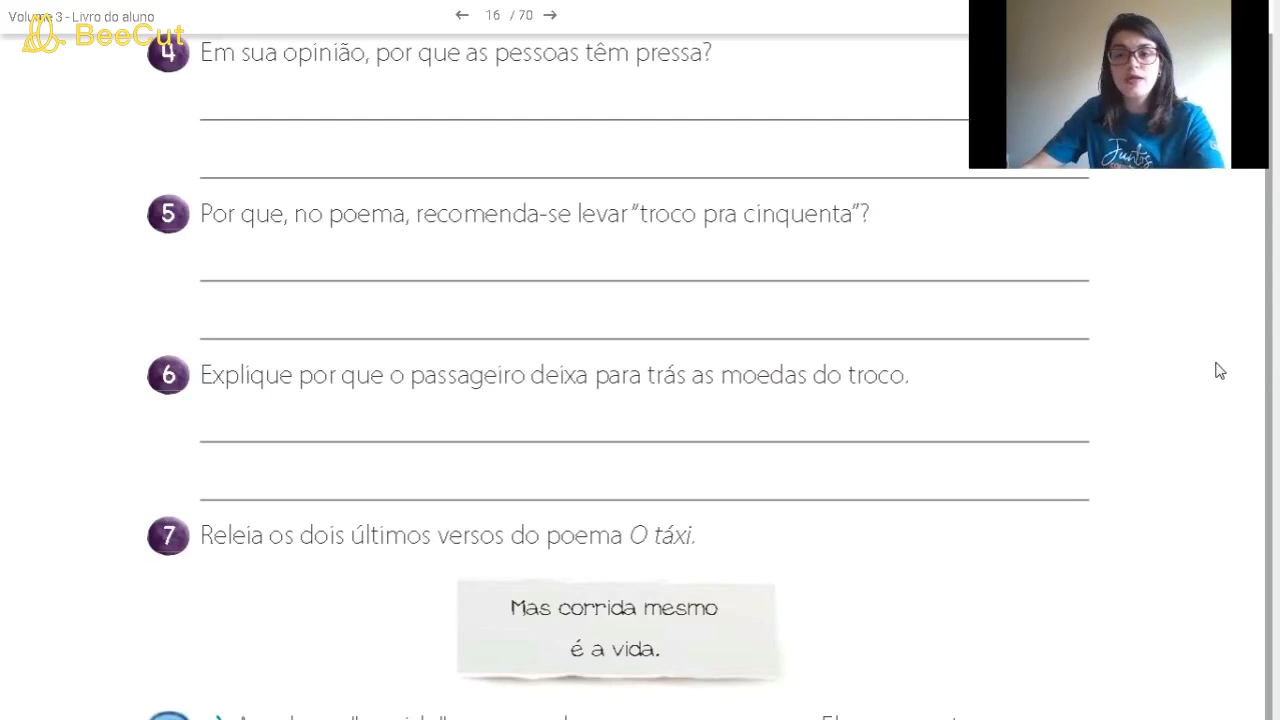 Volume 3 - Livro do aluno
16 / 70
BeeCut
4 Em sua opinião, por que as pessoas têm pressa?
Juntos
5 Por que, no poema, recomenda-se levar "troco pra cinquenta"?
6 Explique por que o passageiro deixa para trás as moedas do troco.
7 Releia os dois últimos versos do poema O táxi.
Mas corrida mesmo
é a vida.